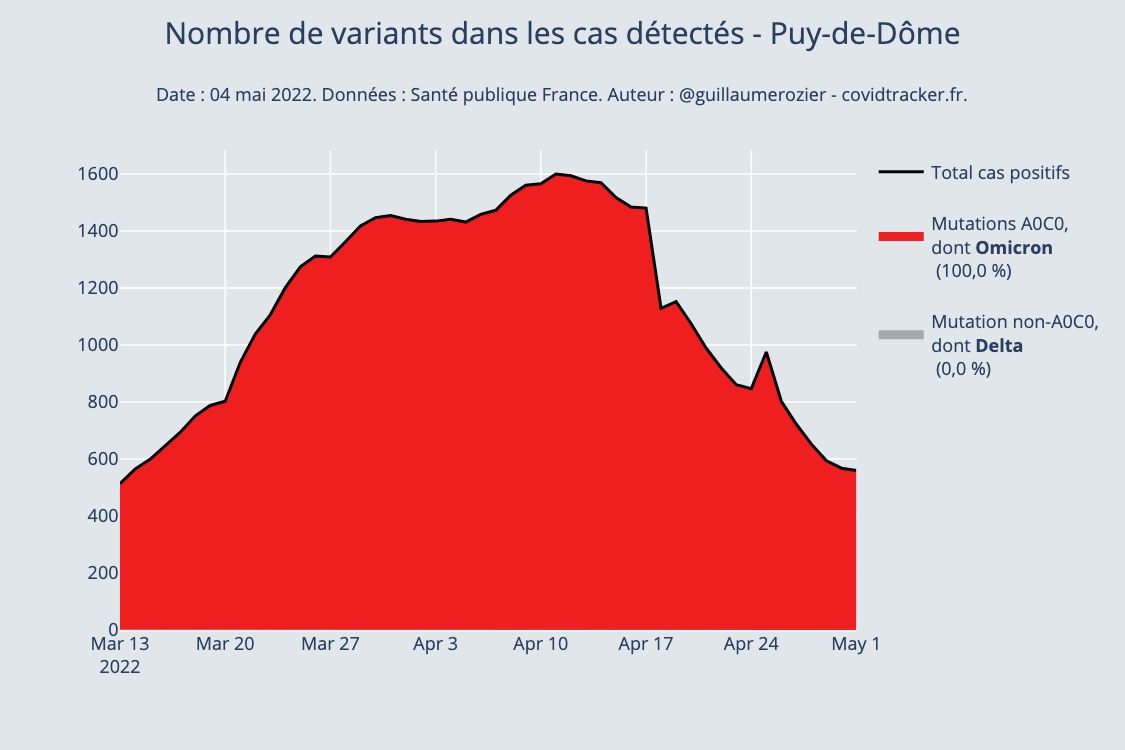 Nombre de variants dans les cas détectés - Puy-de-Dôme
Date : 04 mai 2022. Données : Santé publique France. Auteur : @guillaumerozier - covidtracker.fr.
1600
1400
1200
1000
800
600
400
200
0
Mar 13
2022
Mar 20
Mar 27
Apr 3
Apr 10
Apr 17
Apr 24
May 1
Total cas positifs
Mutations A0C0,
dont Omicron
(100,0 %)
Mutation non-A0C0,
dont Delta
(0,0 %)